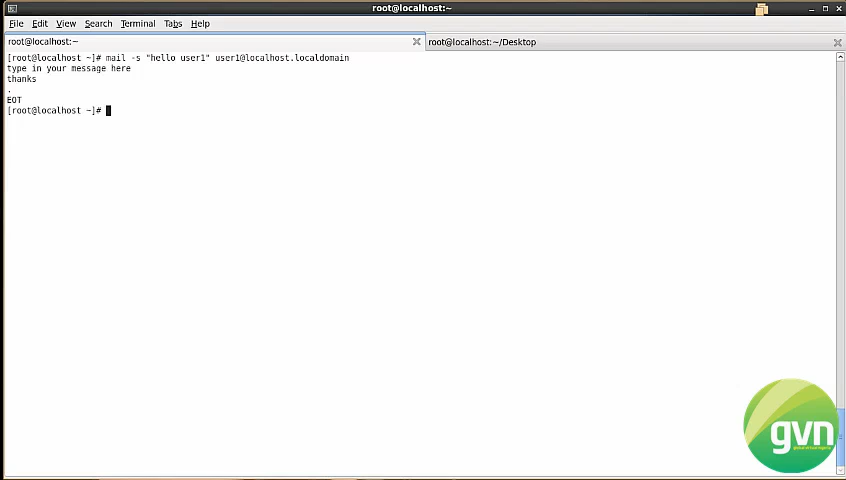 root@localhost:~
File Edit View Search Terminal Tabs Help
root@localhost:~ root@localhost:~/Desktop
[root@localhost ~]# mail -s "hello user1" user1@localhost.localdomain
type in your message here
thanks
.
EOT
[root@localhost ~]#
gvn